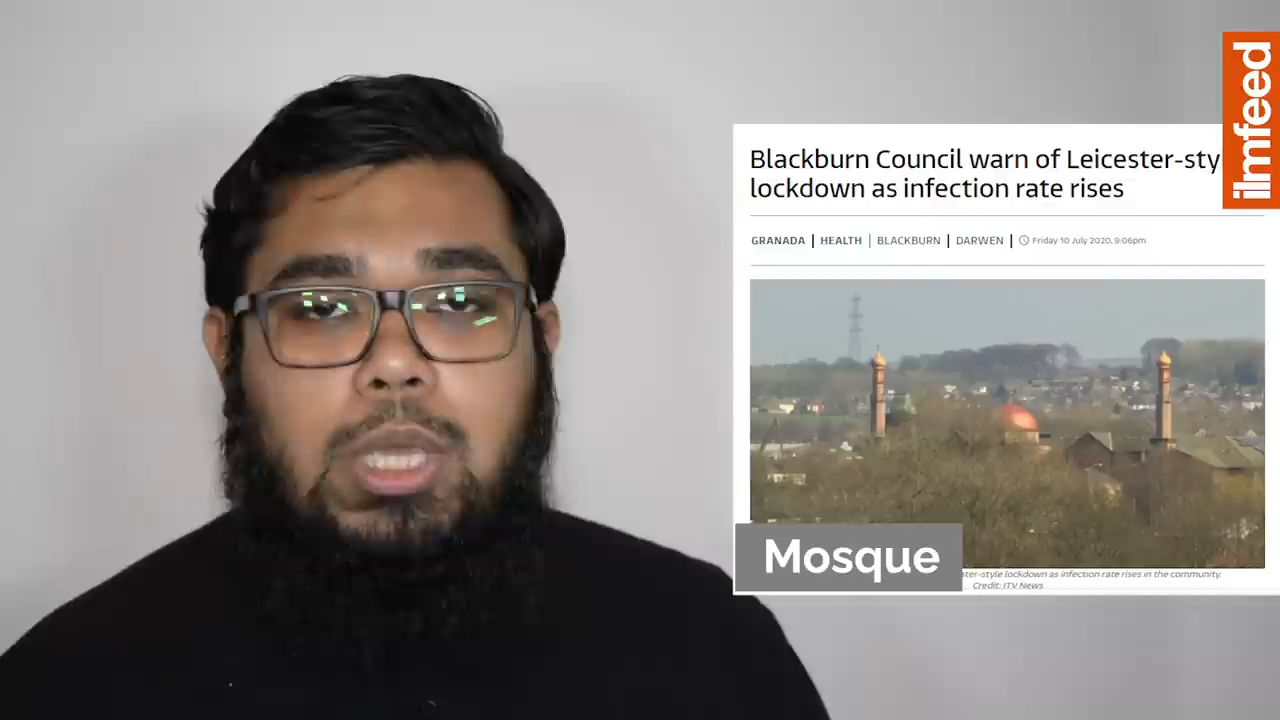 Blackburn Council warn of Leicester-sty
lockdown as infection rate rises
GRANADA | HEALTH | BLACKBURN | DARWEN | Friday 10 July 2020, 9:06pm
Mosque
ter-style lockdown as infection rate rises in the community.
Credit: ITV News
ilmfeed